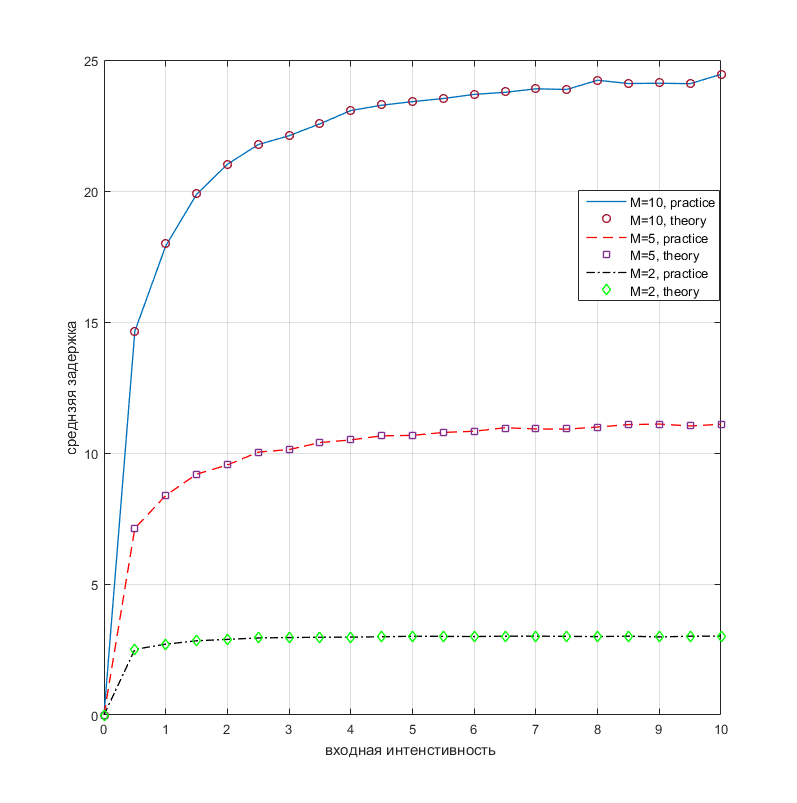 25
20
15
10
5
0
0 1 2 3 4 5 6 7 8 9 10
среднзяя задержка
входная интенстивность
M=10, practice
M=10, theory
M=5, practice
M=5, theory
M=2, practice
M=2, theory